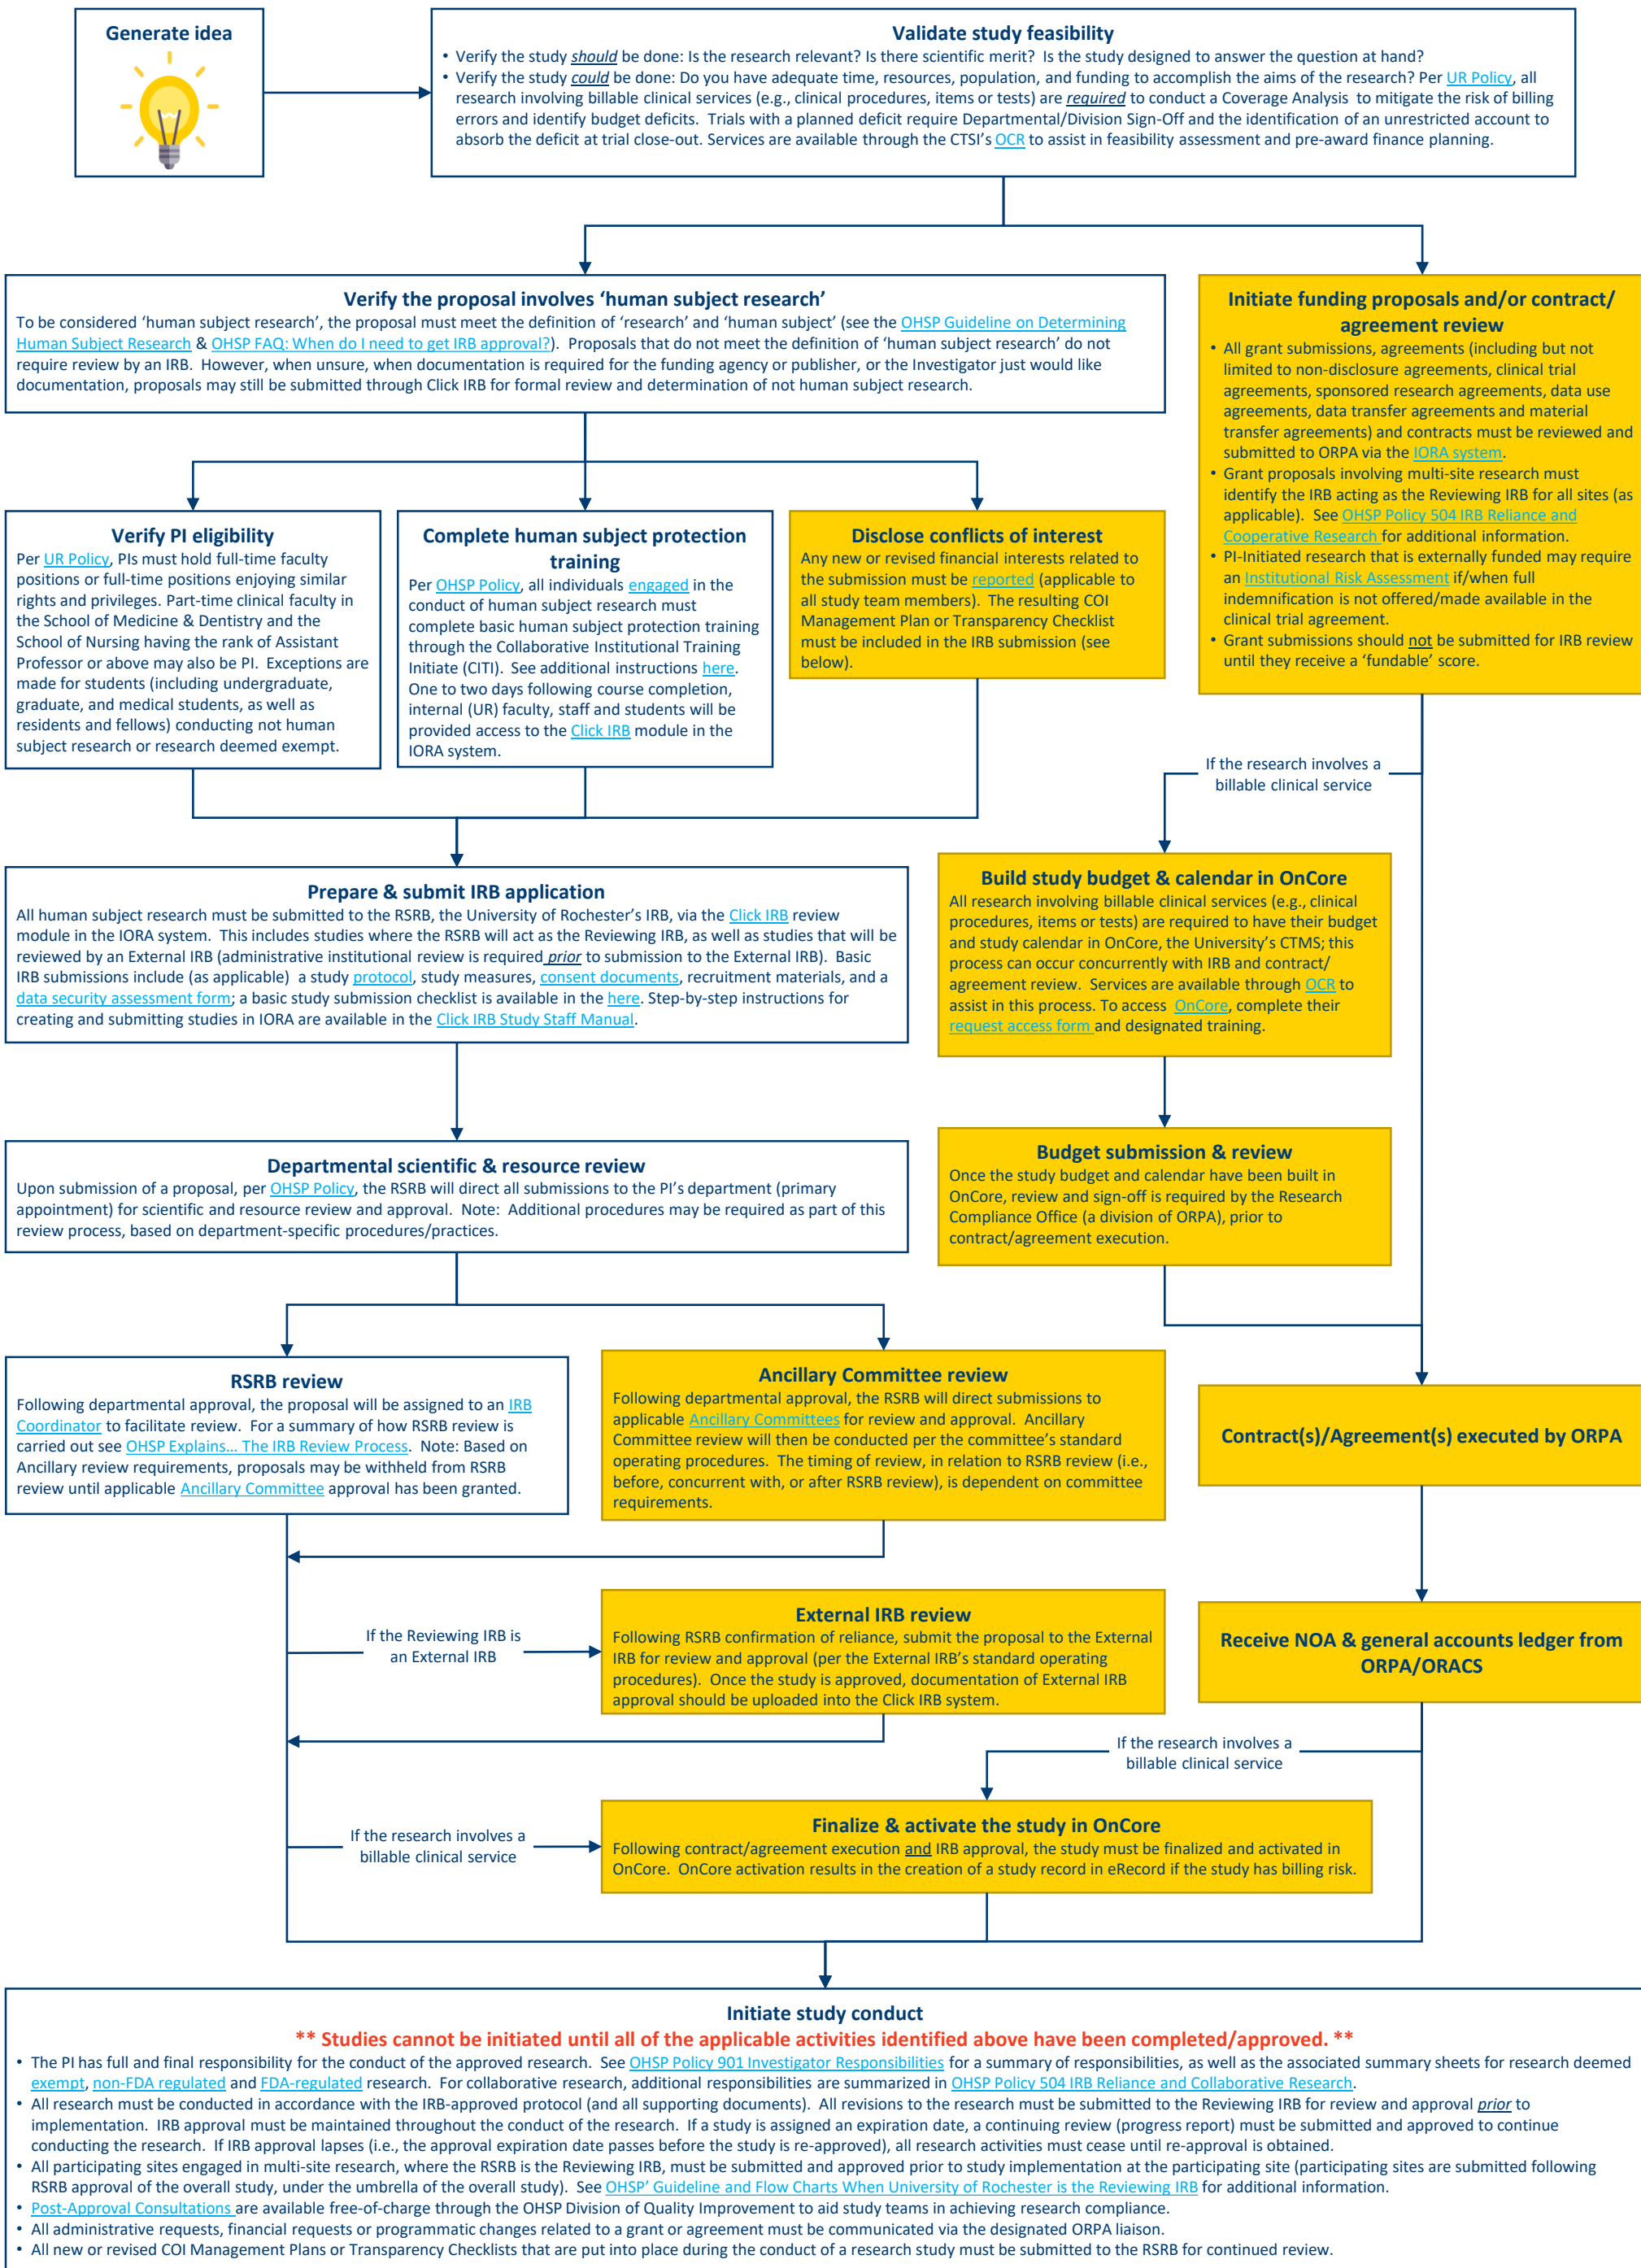 Generate idea
Validate study feasibility
• Verify the study should be done: Is the research relevant? Is there scientific merit? Is the study designed to answer the question at hand?
• Verify the study could be done: Do you have adequate time, resources, population, and funding to accomplish the aims of the research? Per UR Policy, all
research involving billable clinical services (e.g., clinical procedures, items or tests) are required to conduct a Coverage Analysis to mitigate the risk of billing
errors and identify budget deficits. Trials with a planned deficit require Departmental/Division Sign-Off and the identification of an unrestricted account to
absorb the deficit at trial close-out. Services are available through the CTSI's OCR to assist in feasibility assessment and pre-award finance planning.
Verify the proposal involves 'human subject research'
To be considered 'human subject research', the proposal must meet the definition of 'research' and 'human subject' (see the OHSP Guideline on Determining
Human Subject Research & OHSP FAQ: When do I need to get IRB approval?). Proposals that do not meet the definition of 'human subject research' do not
require review by an IRB. However, when unsure, when documentation is required for the funding agency or publisher, or the Investigator just would like
documentation, proposals may still be submitted through Click IRB for formal review and determination of not human subject research.
Initiate funding proposals and/or contract/
agreement review
• All grant submissions, agreements (including but not
limited to non-disclosure agreements, clinical trial
agreements, sponsored research agreements, data use
agreements, data transfer agreements and material
transfer agreements) and contracts must be reviewed and
submitted to ORPA via the IORA system.
• Grant proposals involving multi-site research must
identify the IRB acting as the Reviewing IRB for all sites (as
applicable). See OHSP Policy 504 IRB Reliance and
Cooperative Research for additional information.
• PI-Initiated research that is externally funded may require
an Institutional Risk Assessment if/when full
indemnification is not offered/made available in the
clinical trial agreement.
• Grant submissions should not be submitted for IRB review
until they receive a 'fundable' score.
Verify PI eligibility
Per UR Policy, PIs must hold full-time faculty
positions or full-time positions enjoying similar
rights and privileges. Part-time clinical faculty in
the School of Medicine & Dentistry and the
School of Nursing having the rank of Assistant
Professor or above may also be PI. Exceptions are
made for students (including undergraduate,
graduate, and medical students, as well as
residents and fellows) conducting not human
subject research or research deemed exempt.
Complete human subject protection
training
Per OHSP Policy, all individuals engaged in the
conduct of human subject research must
complete basic human subject protection training
through the Collaborative Institutional Training
Initiate (CITI). See additional instructions here.
One to two days following course completion,
internal (UR) faculty, staff and students will be
provided access to the Click IRB module in the
IORA system.
Disclose conflicts of interest
Any new or revised financial interests related to
the submission must be reported (applicable to
all study team members). The resulting COI
Management Plan or Transparency Checklist
must be included in the IRB submission (see
below).
If the research involves a
billable clinical service
Prepare & submit IRB application
All human subject research must be submitted to the RSRB, the University of Rochester's IRB, via the Click IRB review
module in the IORA system. This includes studies where the RSRB will act as the Reviewing IRB, as well as studies that will be
reviewed by an External IRB (administrative institutional review is required prior to submission to the External IRB). Basic
IRB submissions include (as applicable) a study protocol, study measures, consent documents, recruitment materials, and a
data security assessment form; a basic study submission checklist is available in the here. Step-by-step instructions for
creating and submitting studies in IORA are available in the Click IRB Study Staff Manual.
Build study budget & calendar in OnCore
All research involving billable clinical services (e.g., clinical
procedures, items or tests) are required to have their budget
and study calendar in OnCore, the University's CTMS; this
process can occur concurrently with IRB and contract/
agreement review. Services are available through OCR to
assist in this process. To access OnCore, complete their
request access form and designated training.
Departmental scientific & resource review
Upon submission of a proposal, per OHSP Policy, the RSRB will direct all submissions to the PI's department (primary
appointment) for scientific and resource review and approval. Note: Additional procedures may be required as part of this
review process, based on department-specific procedures/practices.
Budget submission & review
Once the study budget and calendar have been built in
OnCore, review and sign-off is required by the Research
Compliance Office (a division of ORPA), prior to
contract/agreement execution.
RSRB review
Following departmental approval, the proposal will be assigned to an IRB
Coordinator to facilitate review. For a summary of how RSRB review is
carried out see OHSP Explains... The IRB Review Process. Note: Based on
Ancillary review requirements, proposals may be withheld from RSRB
review until applicable Ancillary Committee approval has been granted.
Ancillary Committee review
Following departmental approval, the RSRB will direct submissions to
applicable Ancillary Committees for review and approval. Ancillary
Committee review will then be conducted per the committee's standard
operating procedures. The timing of review, in relation to RSRB review (i.e.,
before, concurrent with, or after RSRB review), is dependent on committee
requirements.
Contract(s)/Agreement(s) executed by ORPA
If the Reviewing IRB is
an External IRB
External IRB review
Following RSRB confirmation of reliance, submit the proposal to the External
IRB for review and approval (per the External IRB's standard operating
procedures). Once the study is approved, documentation of External IRB
approval should be uploaded into the Click IRB system.
Receive NOA & general accounts ledger from
ORPA/ORACS
If the research involves a
billable clinical service
If the research involves a
billable clinical service
Finalize & activate the study in OnCore
Following contract/agreement execution and IRB approval, the study must be finalized and activated in
OnCore. OnCore activation results in the creation of a study record in eRecord if the study has billing risk.
Initiate study conduct
** Studies cannot be initiated until all of the applicable activities identified above have been completed/approved. **
• The PI has full and final responsibility for the conduct of the approved research. See OHSP Policy 901 Investigator Responsibilities for a summary of responsibilities, as well as the associated summary sheets for research deemed
exempt, non-FDA regulated and FDA-regulated research. For collaborative research, additional responsibilities are summarized in OHSP Policy 504 IRB Reliance and Collaborative Research.
• All research must be conducted in accordance with the IRB-approved protocol (and all supporting documents). All revisions to the research must be submitted to the Reviewing IRB for review and approval prior to
implementation. IRB approval must be maintained throughout the conduct of the research. If a study is assigned an expiration date, a continuing review (progress report) must be submitted and approved to continue
conducting the research. If IRB approval lapses (i.e., the approval expiration date passes before the study is re-approved), all research activities must cease until re-approval is obtained.
• All participating sites engaged in multi-site research, where the RSRB is the Reviewing IRB, must be submitted and approved prior to study implementation at the participating site (participating sites are submitted following
RSRB approval of the overall study, under the umbrella of the overall study). See OHSP' Guideline and Flow Charts When University of Rochester is the Reviewing IRB for additional information.
• Post-Approval Consultations are available free-of-charge through the OHSP Division of Quality Improvement to aid study teams in achieving research compliance.
• All administrative requests, financial requests or programmatic changes related to a grant or agreement must be communicated via the designated ORPA liaison.
• All new or revised COI Management Plans or Transparency Checklists that are put into place during the conduct of a research study must be submitted to the RSRB for continued review.